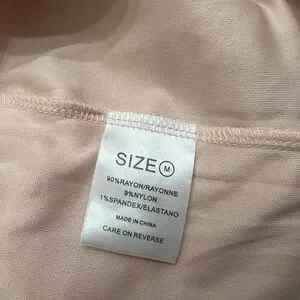 SIZE Ⓜ
90%RAYON/RAYONNE
9%NYLON
1%SPANDEX/ELASTANO
MADE IN CHINA
CARE ON REVERSE